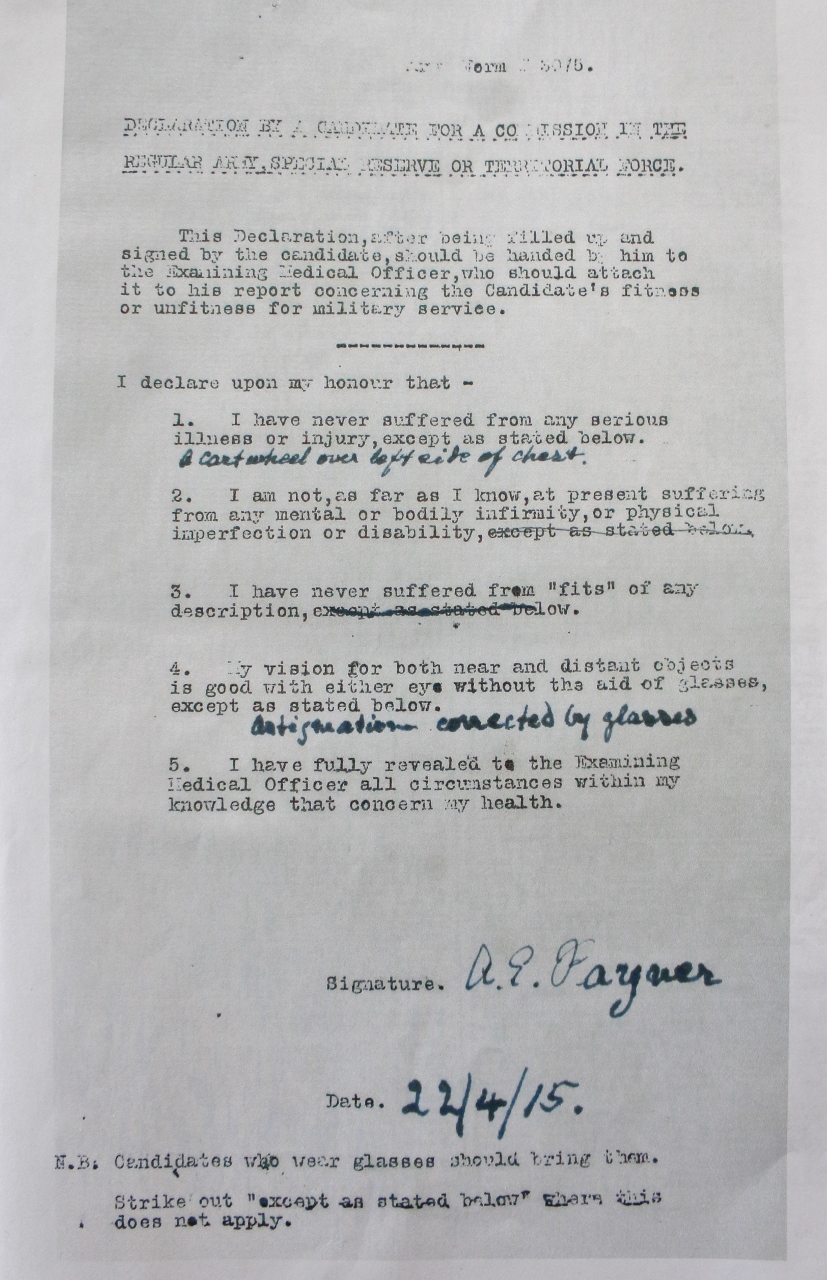 Form 3075.
DECLARATION BY A CANDIDATE FOR A COMMISSION IN THE
REGULAR ARMY,SPECIAL RESERVE OR TERRITORIAL FORCE.
This Declaration,after being filled up and
signed by the candidate,should be handed by him to
the Examining Medical Officer,who should attach
it to his report concerning the Candidate's fitness
or unfitness for military service.
I declare upon my honour that -
1. I have never suffered from any serious
illness or injury,except as stated below.
A cart wheel over left side of chest.
2. I am not,as far as I know,at present suffering
from any mental or bodily infirmity,or physical
imperfection or disability,except as stated below.
3. I have never suffered from "fits" of any
description,except as stated below.
4. My vision for both near and distant objects
is good with either eye without the aid of glasses,
except as stated below.
corrected by glasses
5. I have fully revealed to the Examining
Medical Officer all circumstances within my
knowledge that concern my health.
Signature. A.E.
Date. 22/4/15.
N.B. Candidates who wear glasses should bring them.
Strike out "except as stated below" where this
does not apply.